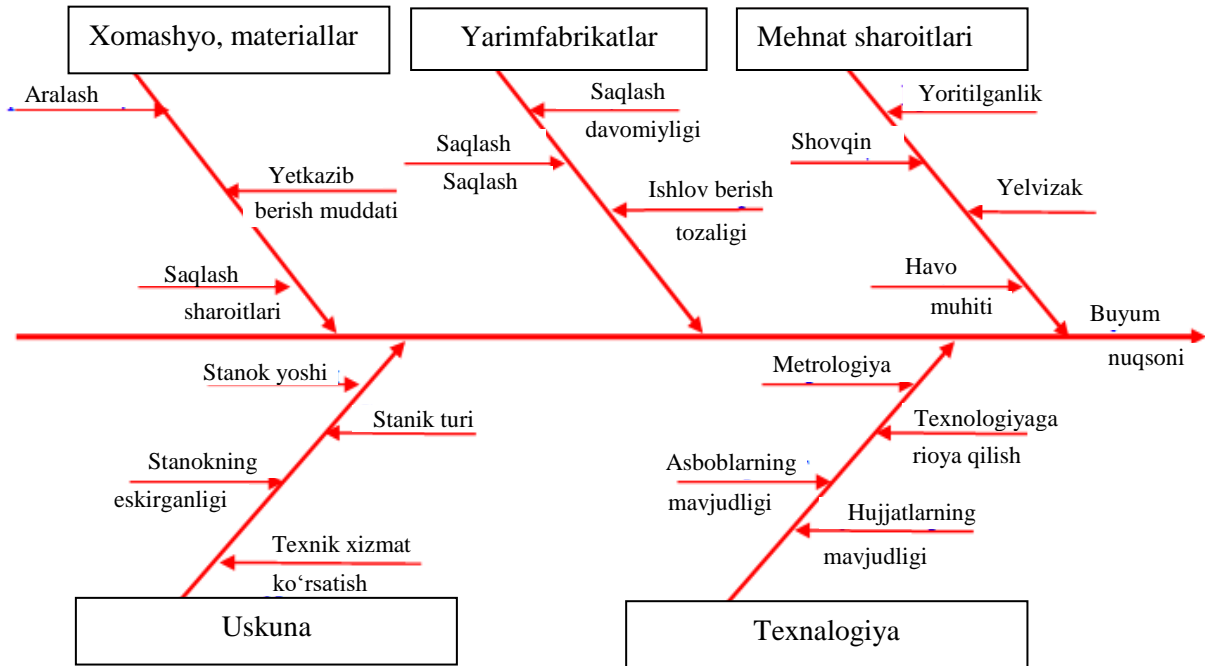 Xomashyo, materiallar
Yarimfabrikatlar
Mehnat sharoitlari
Aralash
Yetkazib
berish muddati
Saqlash
sharoitlari
Saqlash
davomiyligi
Saqlash
Saqlash
Ishlov berish
tozaligi
Yoritilganlik
Shovqin
Yelvizak
Havo
muhiti
Buyum
nuqsoni
Stanok yoshi
Stanik turi
Stanokning
eskirganligi
Texnik xizmat
ko‘rsatish
Metrologiya
Texnologiyaga
rioya qilish
Asboblarning
mavjudligi
Hujjatlarning
mavjudligi
Uskuna
Texnalogiya